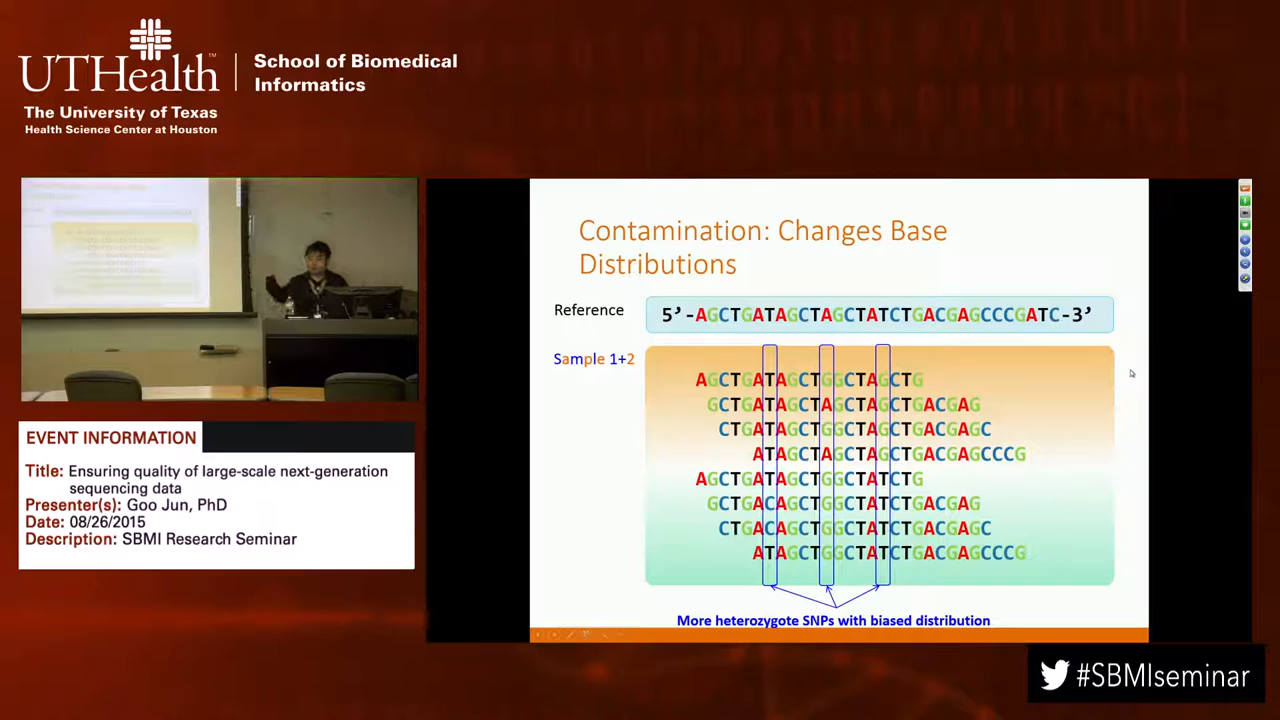 UTHealth™
The University of Texas
Health Science Center at Houston
School of Biomedical
Informatics
EVENT INFORMATION
Title: Ensuring quality of large-scale next-generation
sequencing data
Presenter(s): Goo Jun, PhD
Date: 08/26/2015
Description: SBMI Research Seminar
Contamination: Changes Base
Distributions
Reference
5’-AGCTGATAGCTAGCTATCTGACGAGCCCGATC-3’
Sample 1+2
AGCTGATAGCTGGCTAGCTG
GCTGATAGCTAGCTAGCTGACGAG
CTGATAGCTGGCTAGCTGACGAGC
ATAGCTAGCTAGCTGACGAGCCCG
AGCTGATAGCTGGCTATCTG
GCTGACAGCTGGCTATCTGACGAG
CTGACAGCTGGCTATCTGACGAGC
ATAGCTGGCTATCTGACGAGCCCG
More heterozygote SNPs with biased distribution
#SBMIseminar